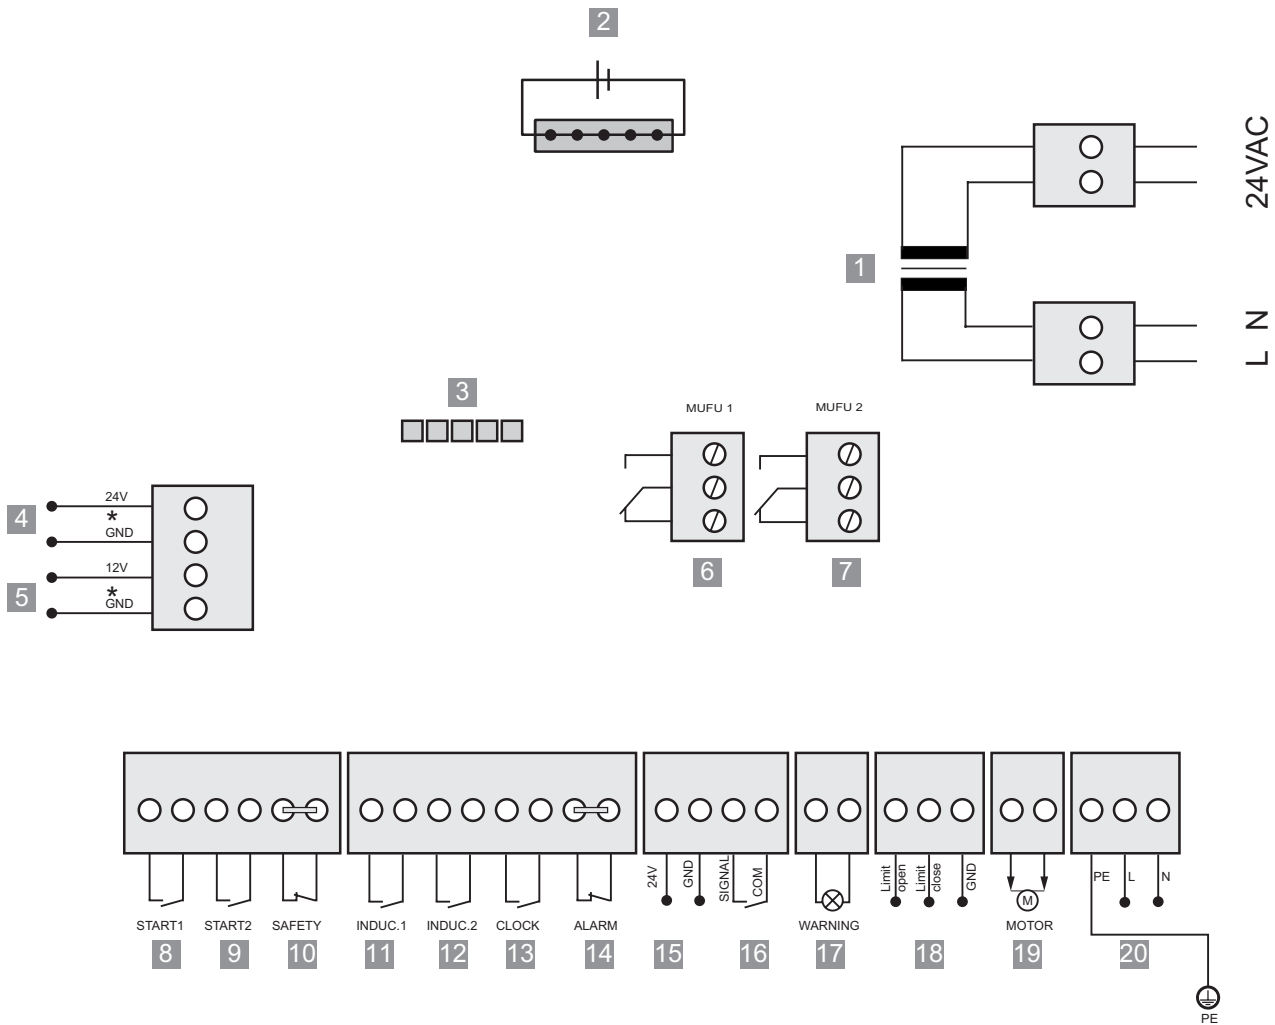 2
24VAC
1
L N
3
MUFU 1
MUFU 2
24V
4
*
GND
12V
5
*
GND
6
7
24V
GND
SIGNAL
COM
Limit
open
Limit
close
GND
M
PE
L
N
START1
START2
SAFETY
INDUC.1
INDUC.2
CLOCK
ALARM
WARNING
MOTOR
8
9
10
11
12
13
14
15
16
17
18
19
20
PE